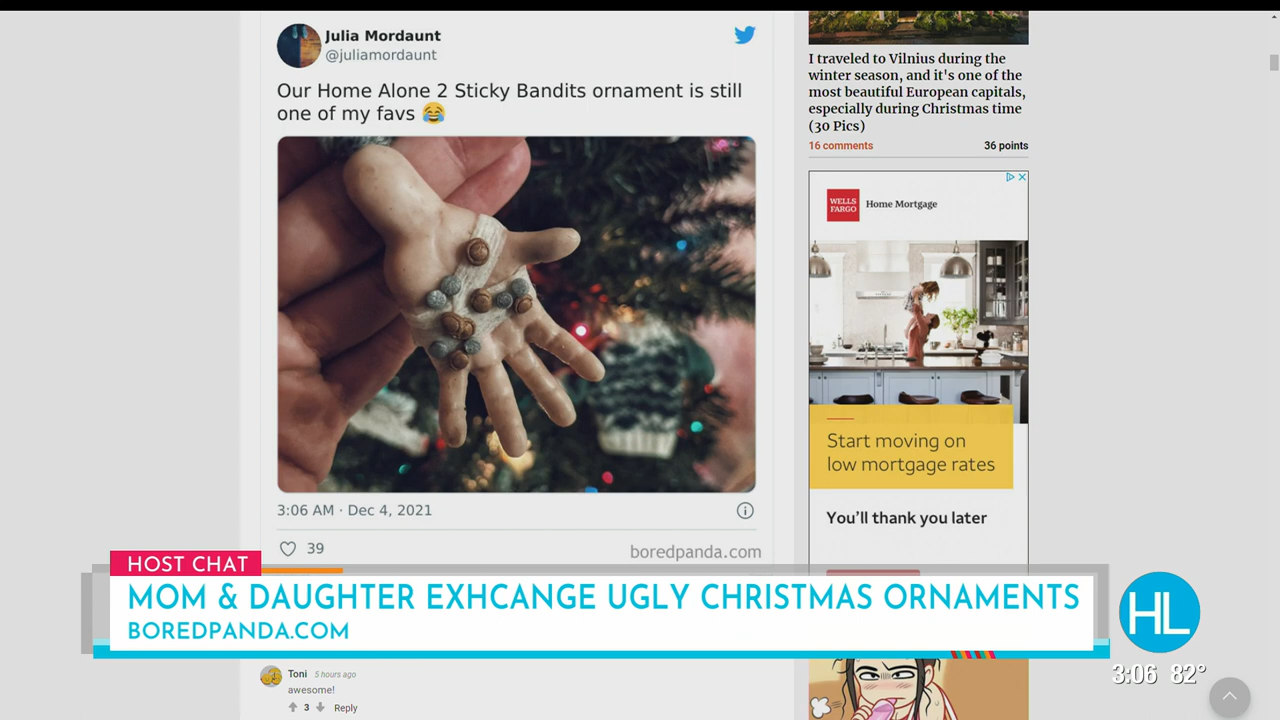 Julia Mordaunt
@juliamordaunt
Our Home Alone 2 Sticky Bandits ornament is still
one of my favs 😂
3:06 AM · Dec 4, 2021
39
boredpanda.com
I traveled to Vilnius during the
winter season, and it's one of the
most beautiful European capitals,
especially during Christmas time
(30 Pics)
16 comments 36 points
WELLS
FARGO
Home Mortgage
Start moving on
low mortgage rates
You'll thank you later
HOST CHAT
MOM & DAUGHTER EXHCANGE UGLY CHRISTMAS ORNAMENTS
BOREDPANDA.COM
HL
3:06 82°
Toni 5 hours ago
awesome!
3 Reply